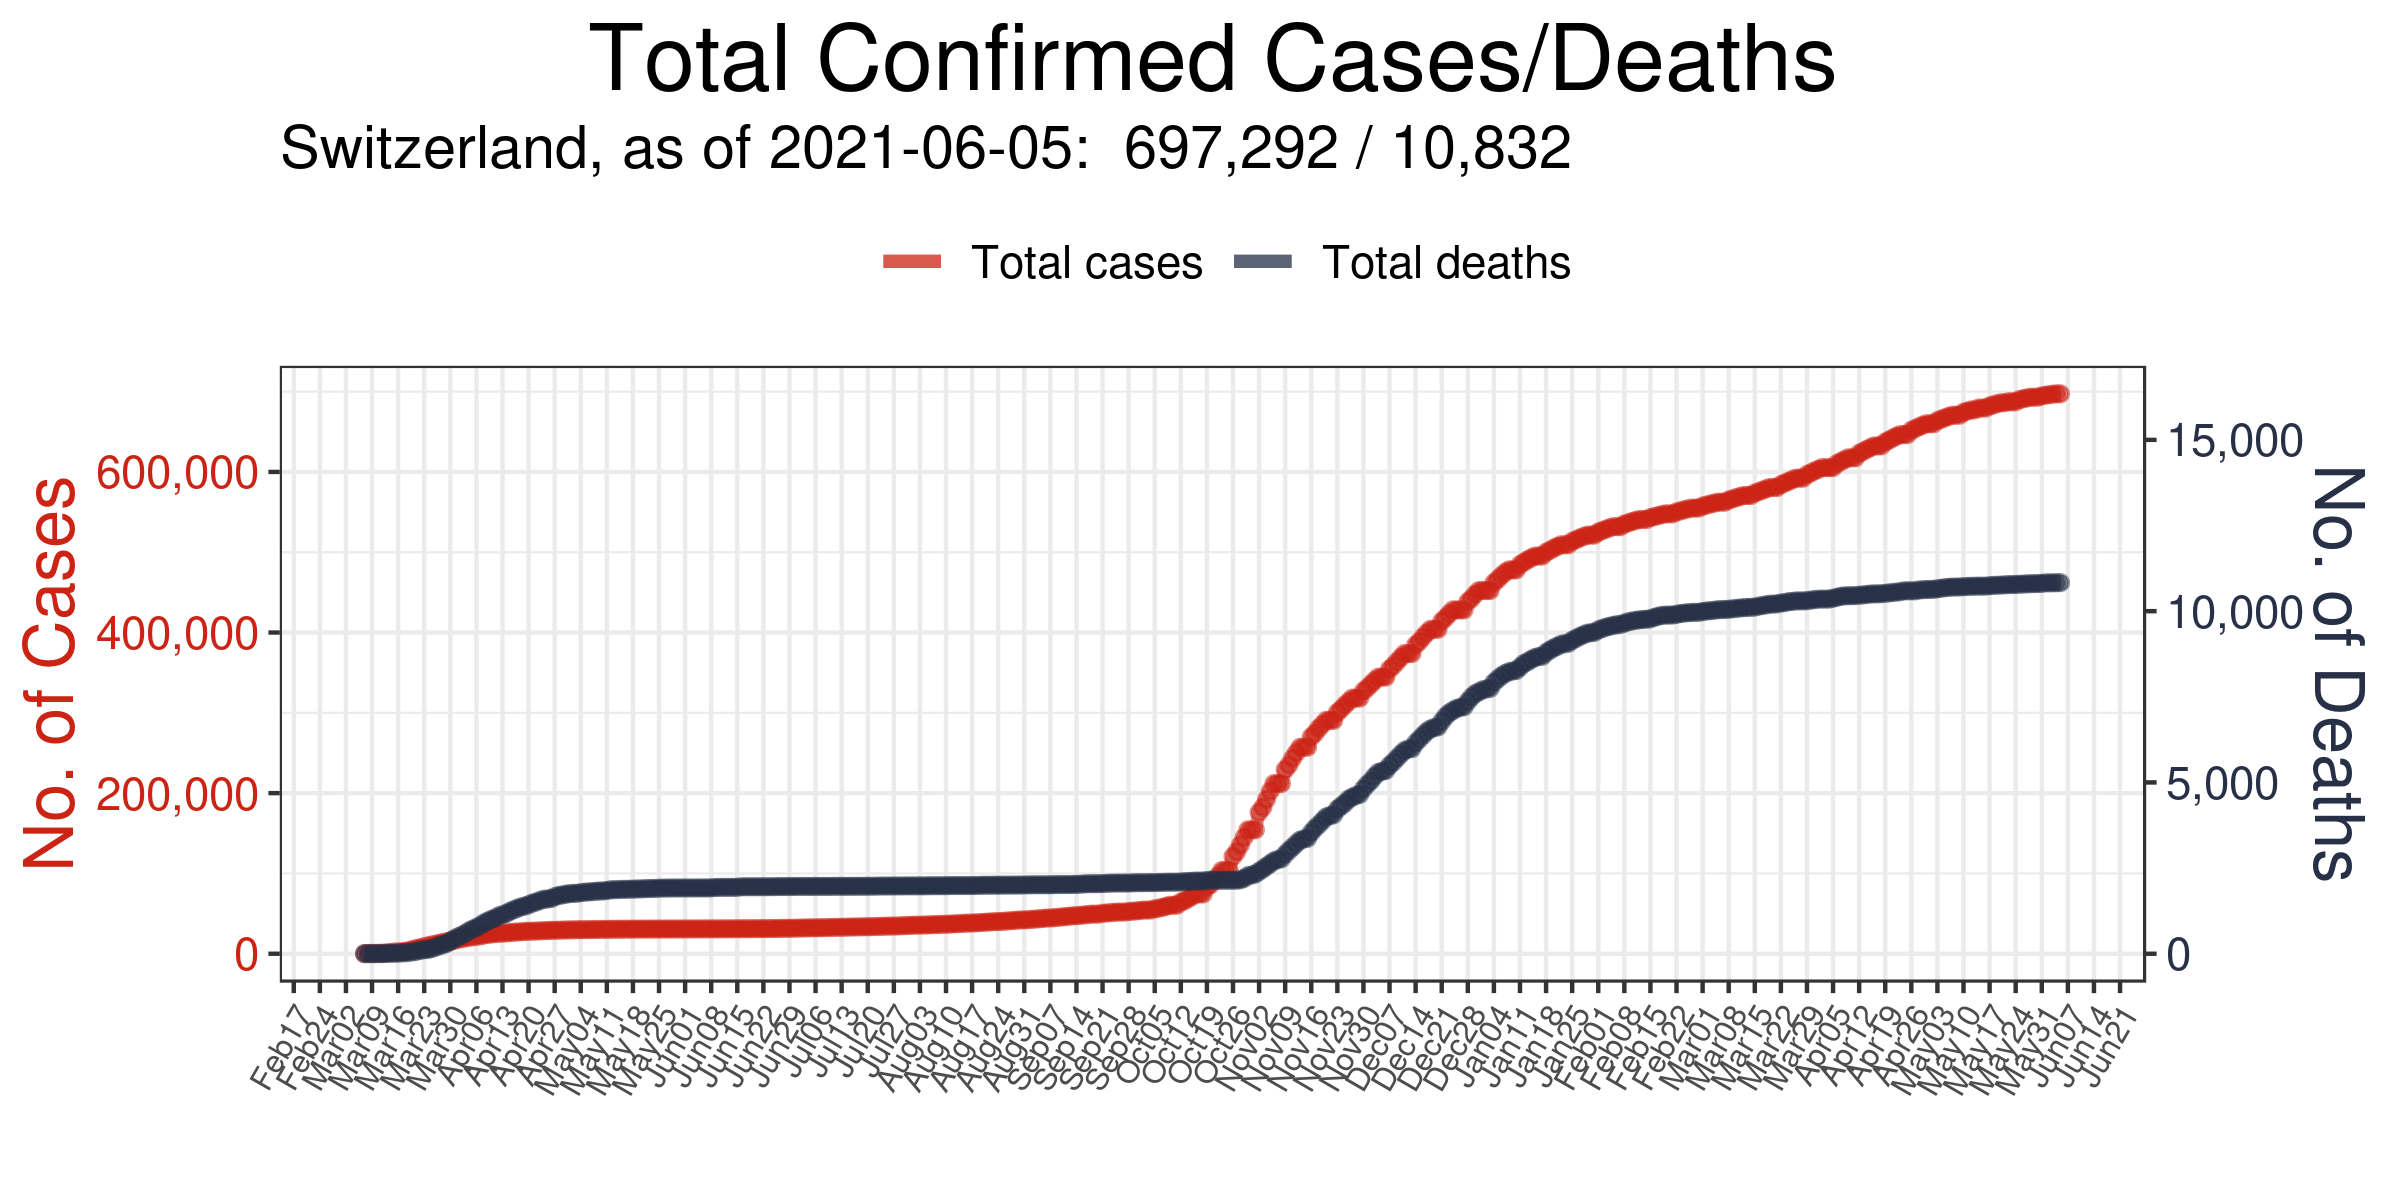 Total Confirmed Cases/Deaths
Switzerland, as of 2021-06-05:  697,292 / 10,832
Total cases
Total deaths
No. of Cases
600,000
400,000
200,000
0
15,000
10,000
5,000
0
No. of Deaths
Feb17
Feb24
Mar02
Mar09
Mar16
Mar23
Mar30
Apr06
Apr13
Apr20
Apr27
May04
May11
May18
May25
Jun01
Jun08
Jun15
Jun22
Jun29
Jul06
Jul13
Jul20
Jul27
Aug03
Aug10
Aug17
Aug24
Aug31
Sep07
Sep14
Sep21
Sep28
Oct05
Oct12
Oct19
Oct26
Nov02
Nov09
Nov16
Nov23
Nov30
Dec07
Dec14
Dec21
Dec28
Jan04
Jan11
Jan18
Jan25
Feb01
Feb08
Feb15
Feb22
Mar01
Mar08
Mar15
Mar22
Mar29
Apr05
Apr12
Apr19
Apr26
May03
May10
May17
May24
May31
Jun07
Jun14
Jun21